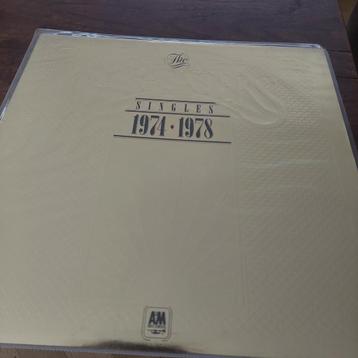 The
SINGLES
1974 · 1978
A&M